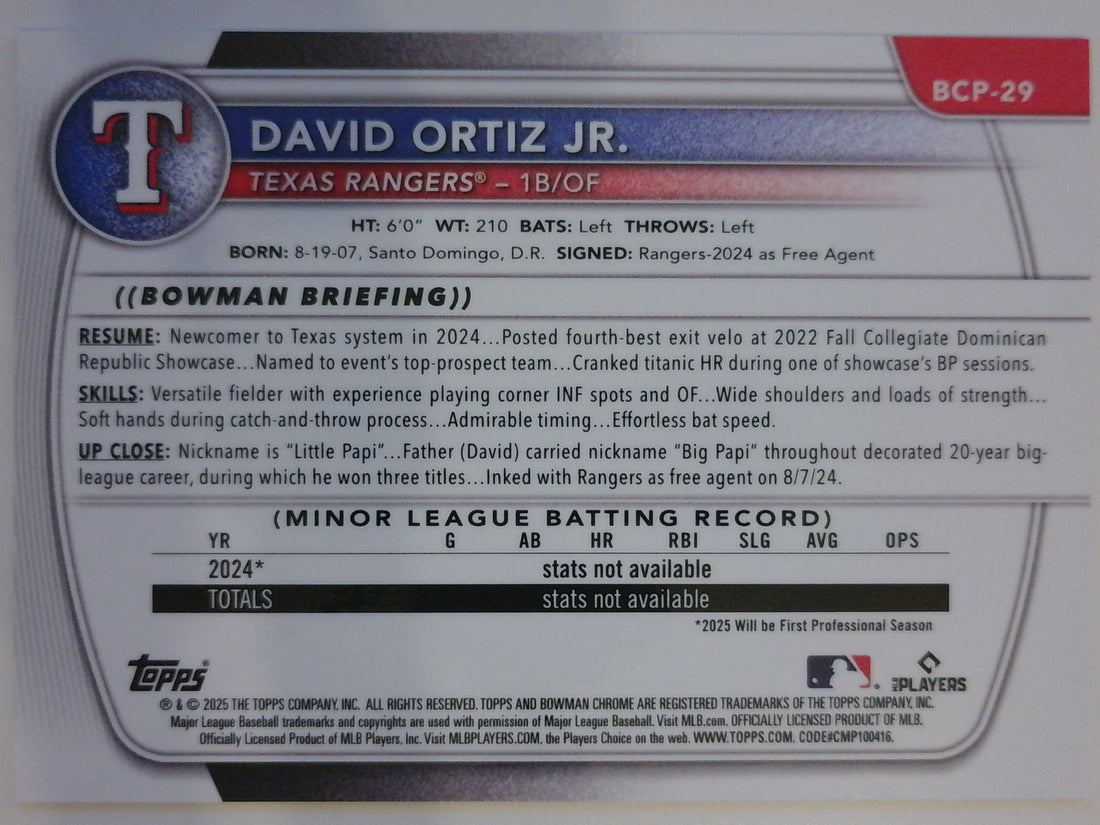 BCP-29
T
DAVID ORTIZ JR.
TEXAS RANGERS® – 1B/OF
HT: 6'0" WT: 210 BATS: Left THROWS: Left
BORN: 8-19-07, Santo Domingo, D.R. SIGNED: Rangers-2024 as Free Agent
((BOWMAN BRIEFING))
RESUME: Newcomer to Texas system in 2024...Posted fourth-best exit velo at 2022 Fall Collegiate Dominican
Republic Showcase...Named to event's top-prospect team...Cranked titanic HR during one of showcase's BP sessions.
SKILLS: Versatile fielder with experience playing corner INF spots and OF...Wide shoulders and loads of strength...
Soft hands during catch-and-throw process...Admirable timing...Effortless bat speed.
UP CLOSE: Nickname is "Little Papi"...Father (David) carried nickname "Big Papi" throughout decorated 20-year big-
league career, during which he won three titles...Inked with Rangers as free agent on 8/7/24.
(MINOR LEAGUE BATTING RECORD)
YR G AB HR RBI SLG AVG OPS
2024* stats not available
TOTALS stats not available
*2025 Will be First Professional Season
Topps®
MLB PLAYERS
® & © 2025 THE TOPPS COMPANY, INC. ALL RIGHTS RESERVED. TOPPS AND BOWMAN CHROME ARE REGISTERED TRADEMARKS OF THE TOPPS COMPANY, INC.
Major League Baseball trademarks and copyrights are used with permission of Major League Baseball. Visit MLB.com. OFFICIALLY LICENSED PRODUCT OF MLB.
Officially Licensed Product of MLB Players, Inc. Visit MLBPLAYERS.COM, the Players Choice on the web. WWW.TOPPS.COM. CODE#CMP100416.